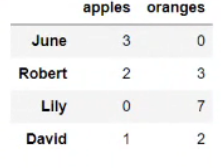 apples oranges
June 3 0
Robert 2 3
Lily 0 7
David 1 2